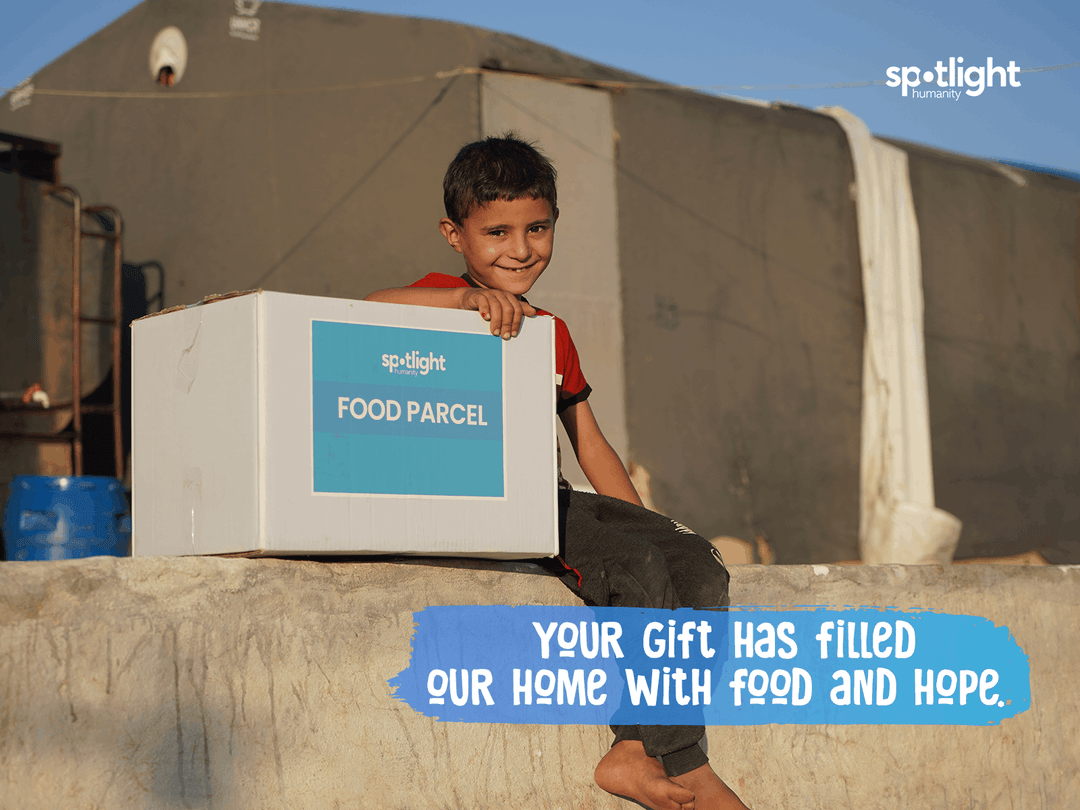 spotlight
humanity
spotlight
humanity
FOOD PARCEL
YOUR Gift HAS fillED
OUR HOME WITH fOOD AND HOPE.